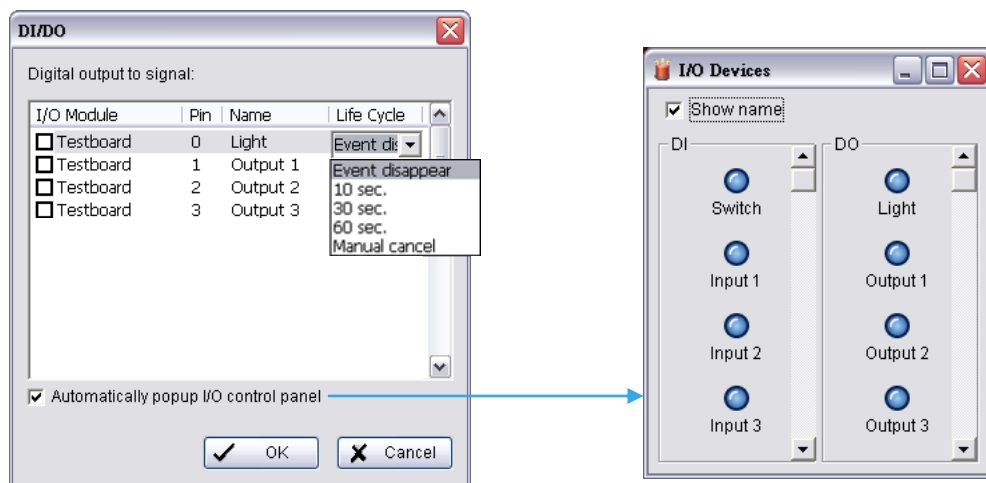 DI/DO
Digital output to signal:
I/O Module Pin Name Life Cycle
Testboard 0 Light Event dis
Testboard 1 Output 1
Testboard 2 Output 2
Testboard 3 Output 3
Event disappear
10 sec.
30 sec.
60 sec.
Manual cancel
Automatically popup I/O control panel
OK Cancel
I/O Devices
Show name
DI DO
Switch Light
Input 1 Output 1
Input 2 Output 2
Input 3 Output 3